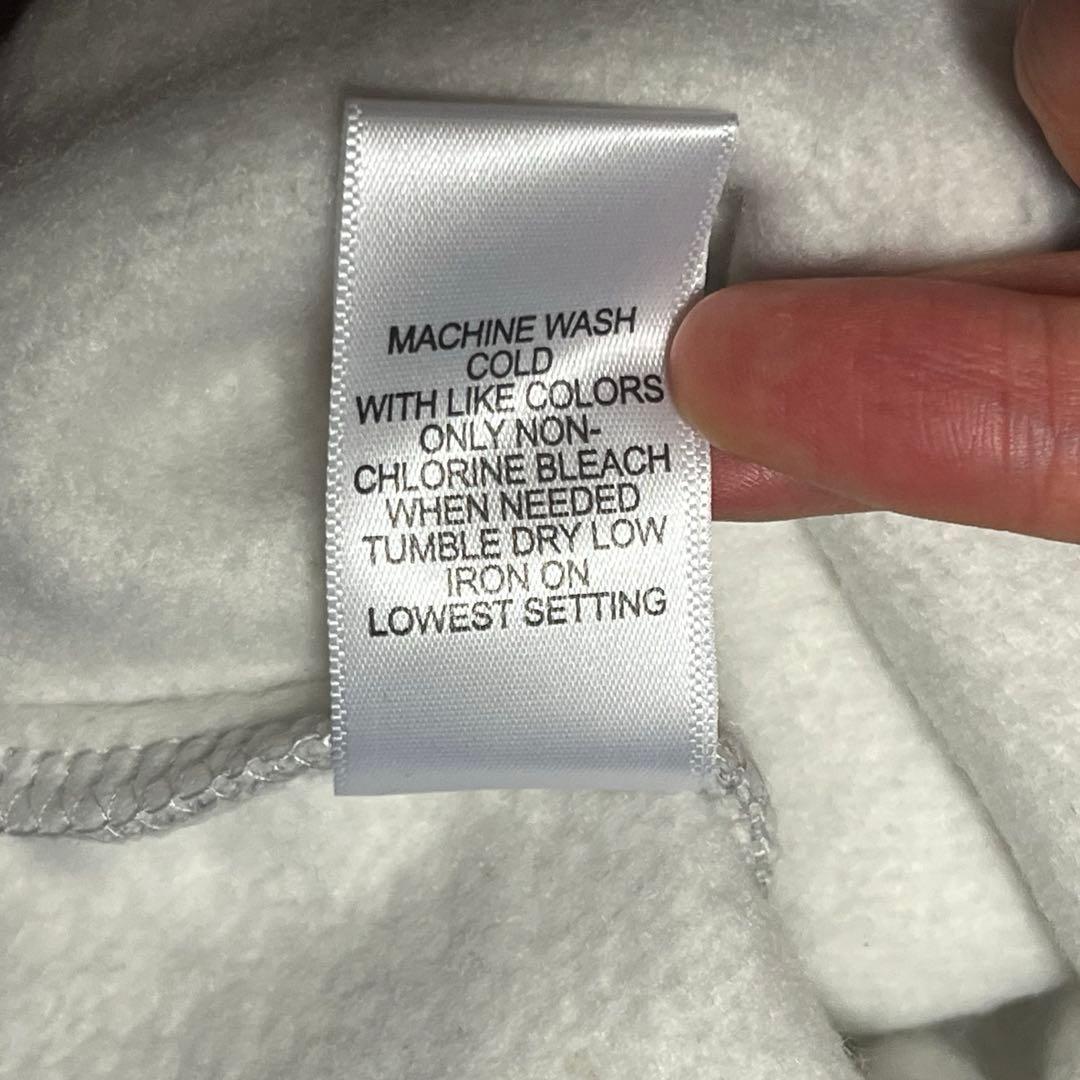 MACHINE WASH
COLD
WITH LIKE COLORS
ONLY NON-
CHLORINE BLEACH
WHEN NEEDED
TUMBLE DRY LOW
IRON ON
LOWEST SETTING